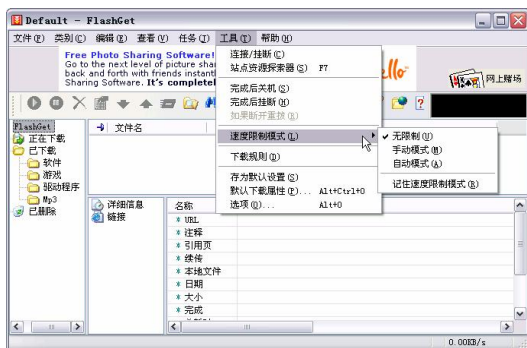 Default - FlashGet
文件(F) 类别(C) 编辑(E) 查看(V) 任务(J) 工具(T) 帮助(H)
Free Photo Sharing Software!
Go to the next level of picture shar
back and forth with friends instantl
Sharing Software. It's completel
llo
网上赌场
连接/挂断(C)
站点资源探索器(S) F7
完成后关机(S)
完成后挂断(H)
如果断开重拨(R)
速度限制模式(L)
下载规则(D)
存为默认设置(S)
默认下载属性(P)... Alt+Ctrl+O
选项(O)... Alt+O
无限制(U)
手动模式(M)
自动模式(A)
记住速度限制模式(R)
FlashGet
正在下载
已下载
软件
游戏
驱动程序
Mp3
已删除
文件名
详细信息
链接
名称
URL
注释
引用页
续传
本地文件
日期
大小
完成
0.00KB/s